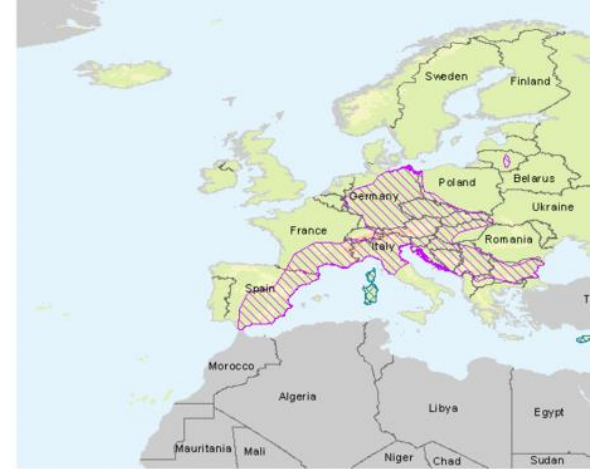 Sweden
Finland
Poland
Belarus
Germany
Ukraine
France
Italy
Romania
Spain
T
Morocco
Algeria
Libya
Egypt
Mauritania
Mali
Niger
Chad
Sudan